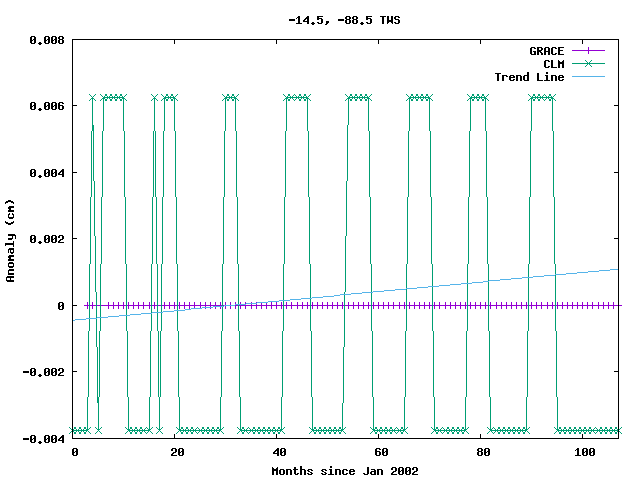 -14.5, -88.5 TWS
GRACE
CLM
Trend Line
0.008
0.006
0.004
0.002
0
-0.002
-0.004
Anomaly (cm)
0 20 40 60 80 100
Months since Jan 2002